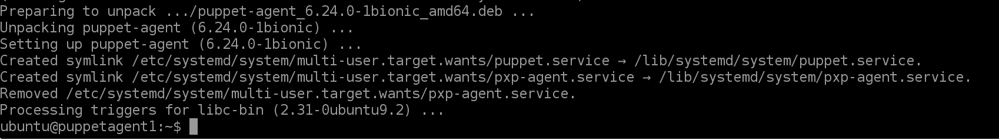 Preparing to unpack .../puppet-agent_6.24.0-1bionic_amd64.deb ...
Unpacking puppet-agent (6.24.0-1bionic) ...
Setting up puppet-agent (6.24.0-1bionic) ...
Created symlink /etc/systemd/system/multi-user.target.wants/puppet.service → /lib/systemd/system/puppet.service.
Created symlink /etc/systemd/system/multi-user.target.wants/pxp-agent.service → /lib/systemd/system/pxp-agent.service.
Removed /etc/systemd/system/multi-user.target.wants/pxp-agent.service.
Processing triggers for libc-bin (2.31-0ubuntu9.2) ...
ubuntu@puppetagent1:~$